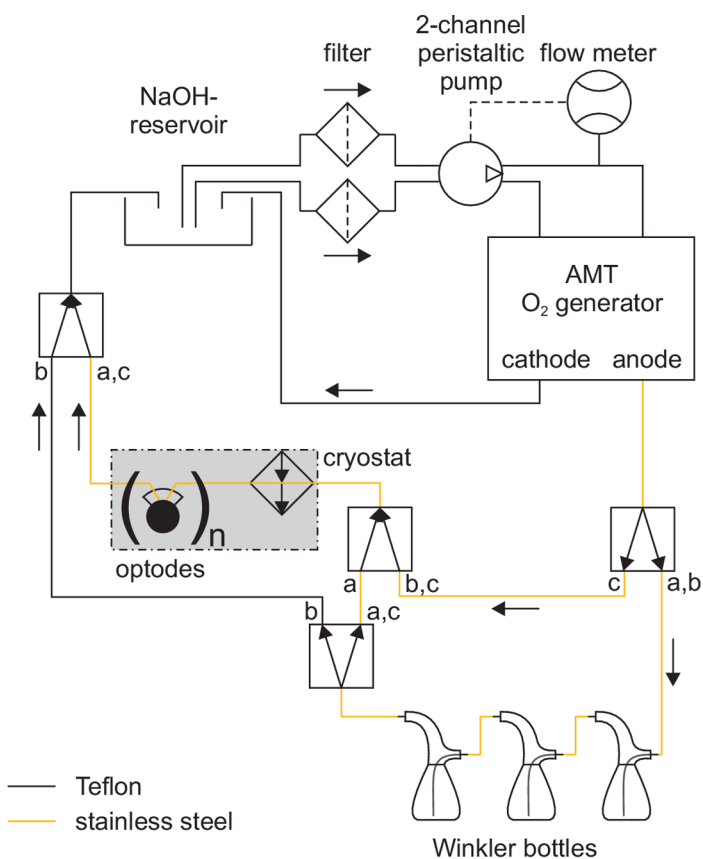 2-channel
peristaltic
pump
filter
flow meter
NaOH-
reservoir
AMT
O₂ generator
cathode
anode
b
a,c
cryostat
( )n
optodes
a
b,c
c
a,b
b
a,c
Teflon
stainless steel
Winkler bottles